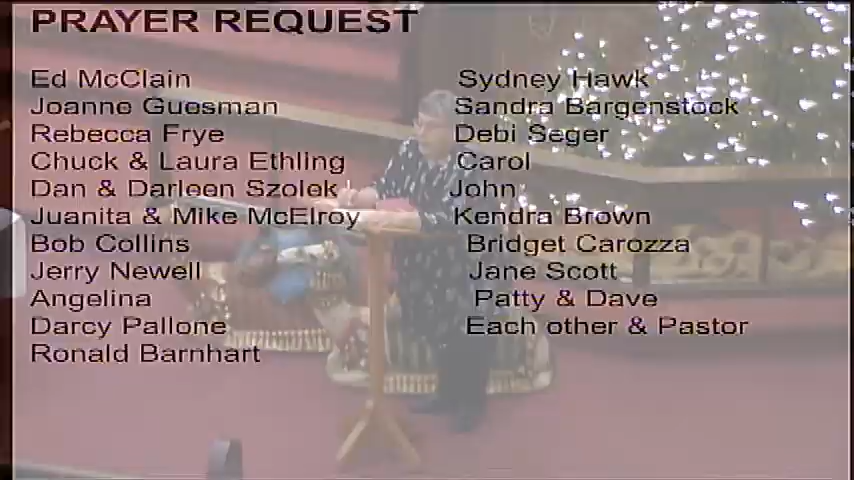 PRAYER REQUEST
Ed McClain
Joanne Guesman
Rebecca Frye
Chuck & Laura Ethling
Dan & Darleen Szolek
Juanita & Mike McElroy
Bob Collins
Jerry Newell
Angelina
Darcy Pallone
Ronald Barnhart
Sydney Hawk
Sandra Bargenstock
Debi Seger
Carol
John
Kendra Brown
Bridget Carozza
Jane Scott
Patty & Dave
Each other & Pastor